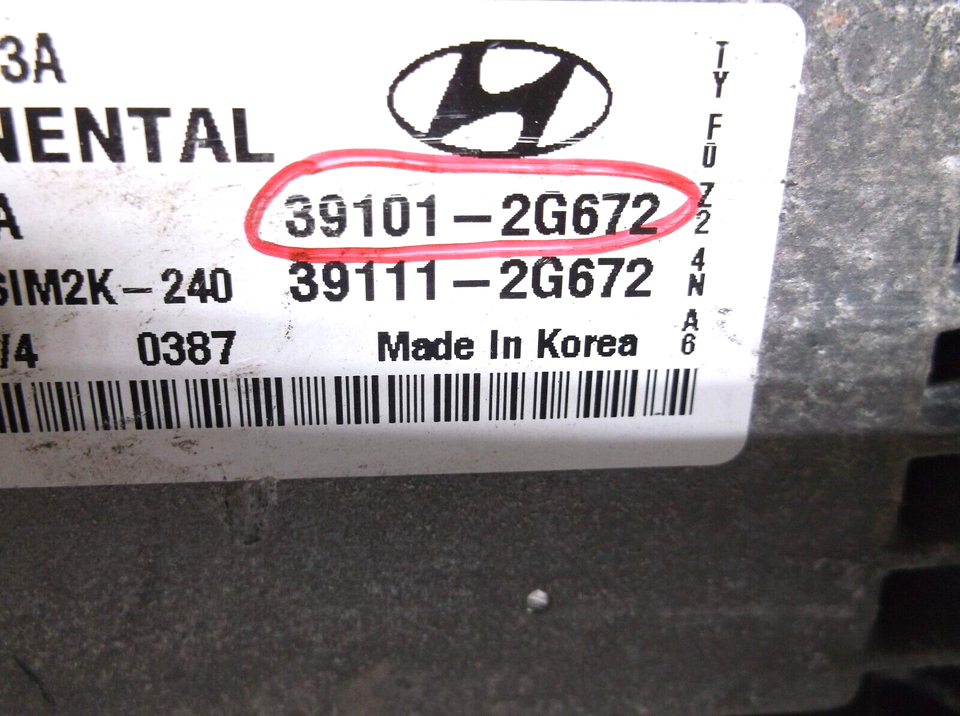 3A
NENTAL
A
39101-2G672
SIM2K-240
39111-2G672
/4 0387 Made In Korea
TY FU Z2 4N A6